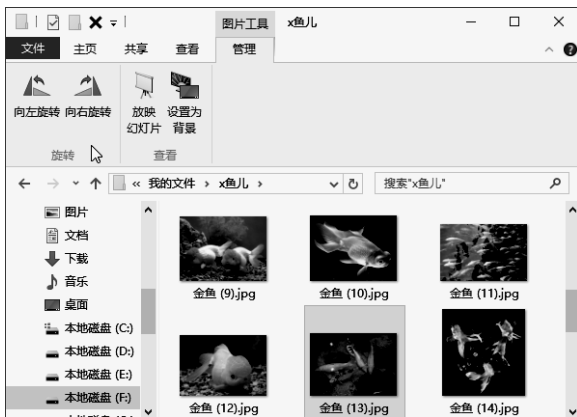 图片工具 x鱼儿
文件 主页 共享 查看 管理
向左旋转 向右旋转 放映幻灯片 设置为背景
旋转 查看
« 我的文件 › x鱼儿 › 搜索"x鱼儿"
图片
文档
下载
音乐
桌面
本地磁盘 (C:)
本地磁盘 (D:)
本地磁盘 (E:)
本地磁盘 (F:)
金鱼 (9).jpg 金鱼 (10).jpg 金鱼 (11).jpg
金鱼 (12).jpg 金鱼 (13).jpg 金鱼 (14).jpg